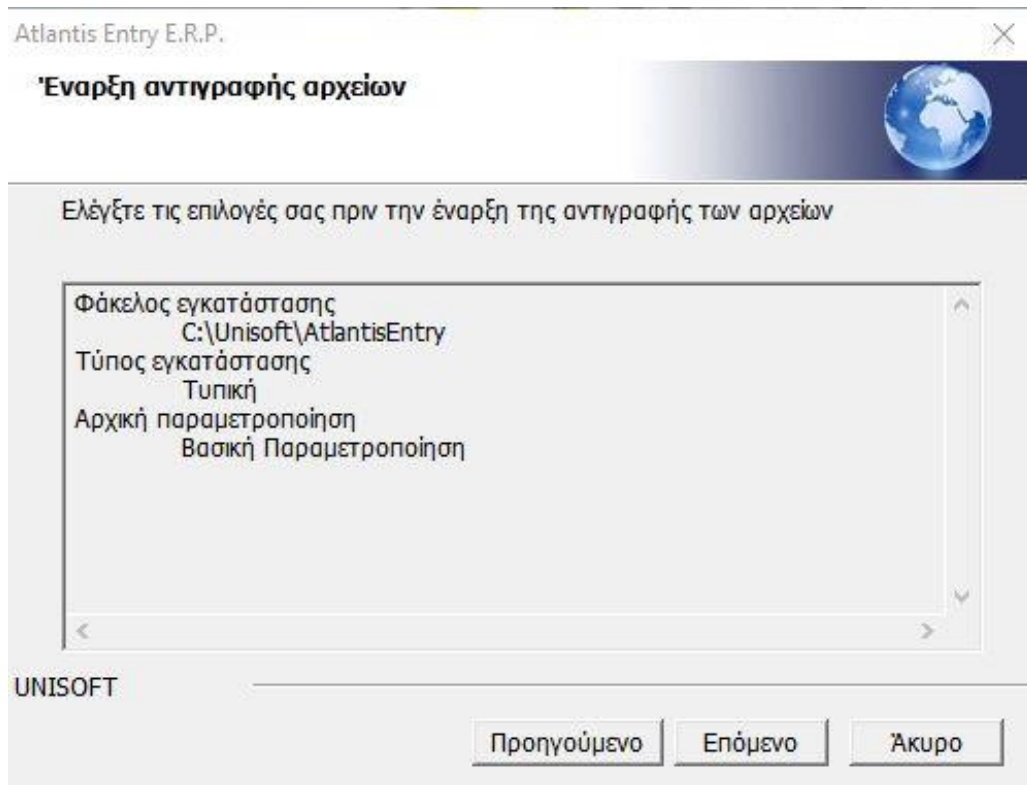 Atlantis Entry E.R.P.
Έναρξη αντιγραφής αρχείων
Ελέγξτε τις επιλογές σας πριν την έναρξη της αντιγραφής των αρχείων
Φάκελος εγκατάστασης
C:\Unisoft\AtlantisEntry
Τύπος εγκατάστασης
Τυπική
Αρχική παραμετροποίηση
Βασική Παραμετροποίηση
UNISOFT
Προηγούμενο
Επόμενο
Άκυρο